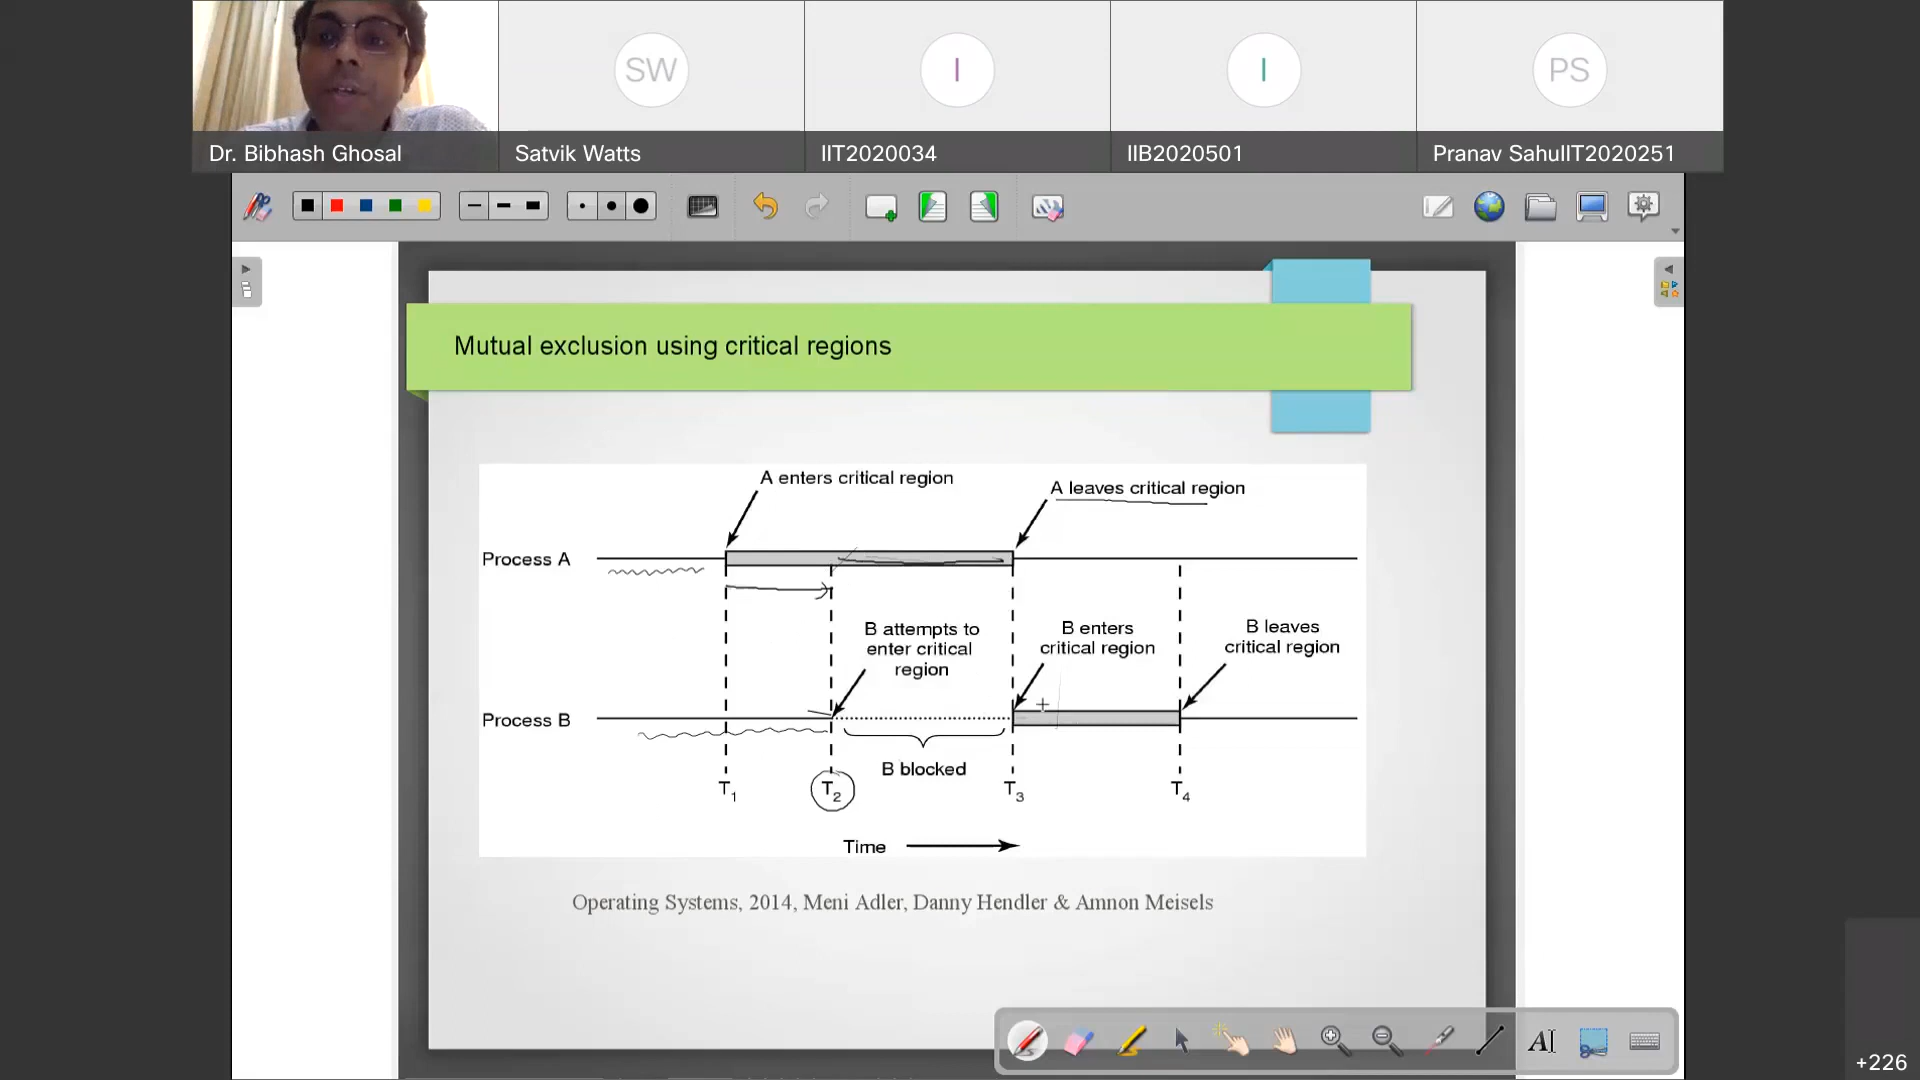 SW
I
I
PS
Dr. Bibhash Ghosal
Satvik Watts
IIT2020034
IIB2020501
Pranav SahuIIT2020251
Mutual exclusion using critical regions
A enters critical region
A leaves critical region
Process A
B attempts to
enter critical
region
B enters
critical region
B leaves
critical region
Process B
B blocked
T1
T2
T3
T4
Time
Operating Systems, 2014, Meni Adler, Danny Hendler & Amnon Meisels
AI
+226